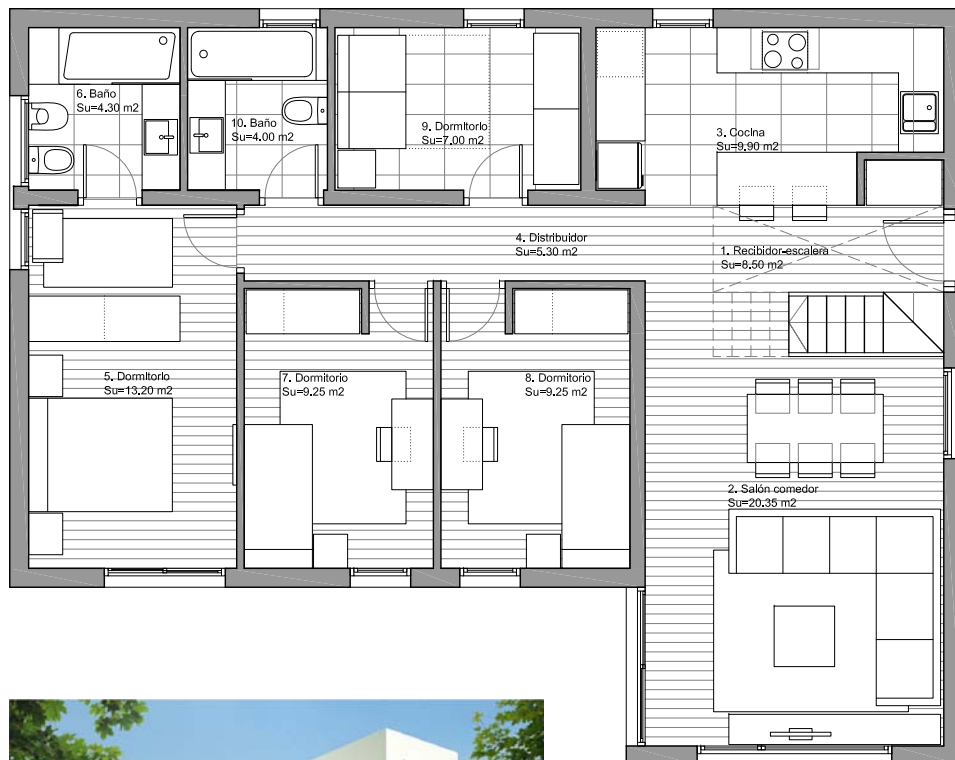 6. Baño
Su=4.30 m2
10. Baño
Su=4.00 m2
9. Dormitorio
Su=7.00 m2
3. Cocina
Su=9.90 m2
4. Distribuidor
Su=5.30 m2
1. Recibidor-escalera
Su=8.50 m2
5. Dormitorio
Su=13.20 m2
7. Dormitorio
Su=9.25 m2
8. Dormitorio
Su=9.25 m2
2. Salón comedor
Su=20.35 m2